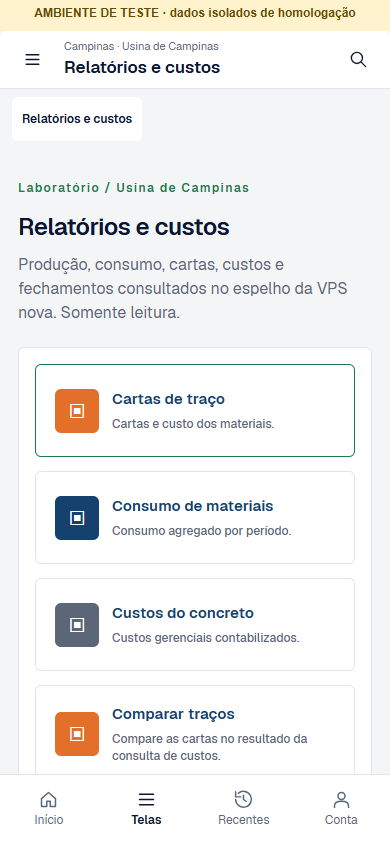 AMBIENTE DE TESTE · dados isolados de homologação
Campinas · Usina de Campinas
Relatórios e custos
Relatórios e custos
Laboratório / Usina de Campinas
Relatórios e custos
Produção, consumo, cartas, custos e
fechamentos consultados no espelho da VPS
nova. Somente leitura.
Cartas de traço
Cartas e custo dos materiais.
Consumo de materiais
Consumo agregado por período.
Custos do concreto
Custos gerenciais contabilizados.
Comparar traços
Compare as cartas no resultado da
consulta de custos.
Início
Telas
Recentes
Conta